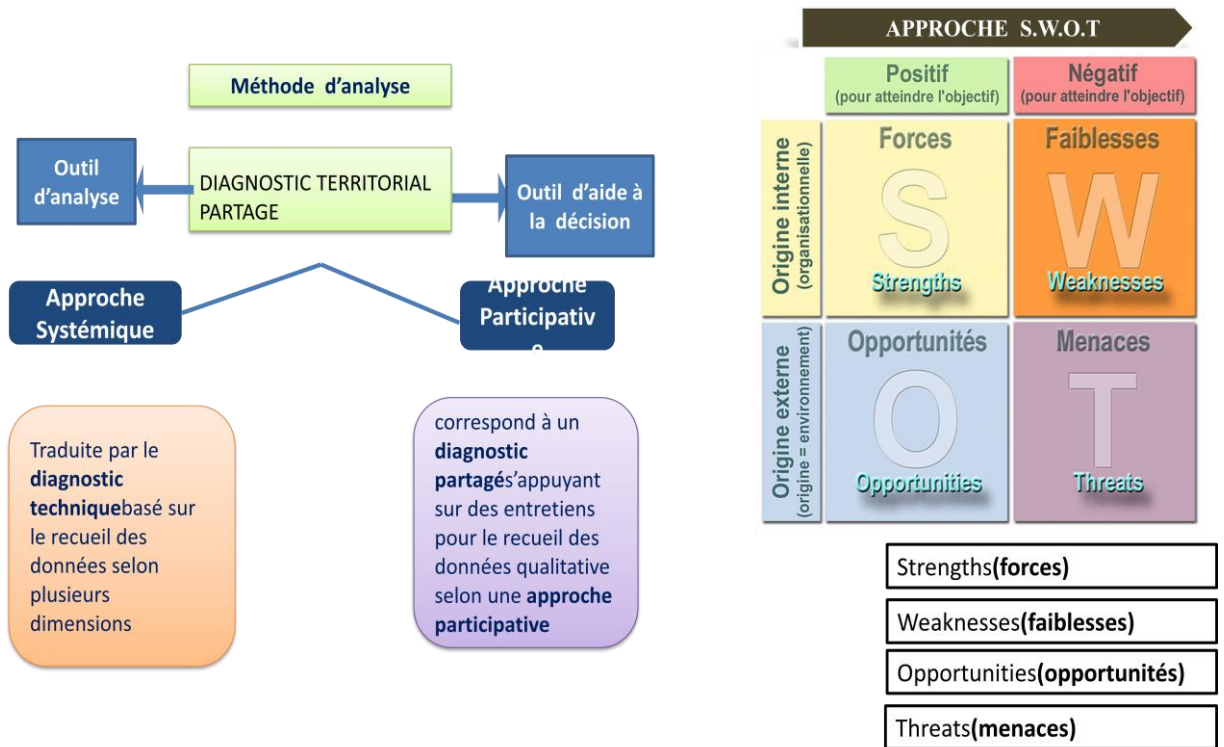 Méthode d'analyse
Outil
d'analyse
DIAGNOSTIC TERRITORIAL
PARTAGE
Outil d'aide à
la décision
Approche
Systémique
Approche
Participativ
e
Traduite par le
diagnostic
techniquebasé sur
le recueil des
données selon
plusieurs
dimensions
correspond à un
diagnostic
partagés'appuyant
sur des entretiens
pour le recueil des
données qualitative
selon une approche
participative
APPROCHE S.W.O.T
Positif
(pour atteindre l'objectif)
Négatif
(pour atteindre l'objectif)
Origine interne
(organisationnelle)
Forces
S
Strengths
Faiblesses
W
Weaknesses
Origine externe
(origine = environnement)
Opportunités
O
Opportunities
Menaces
T
Threats
Strengths(forces)
Weaknesses(faiblesses)
Opportunities(opportunités)
Threats(menaces)